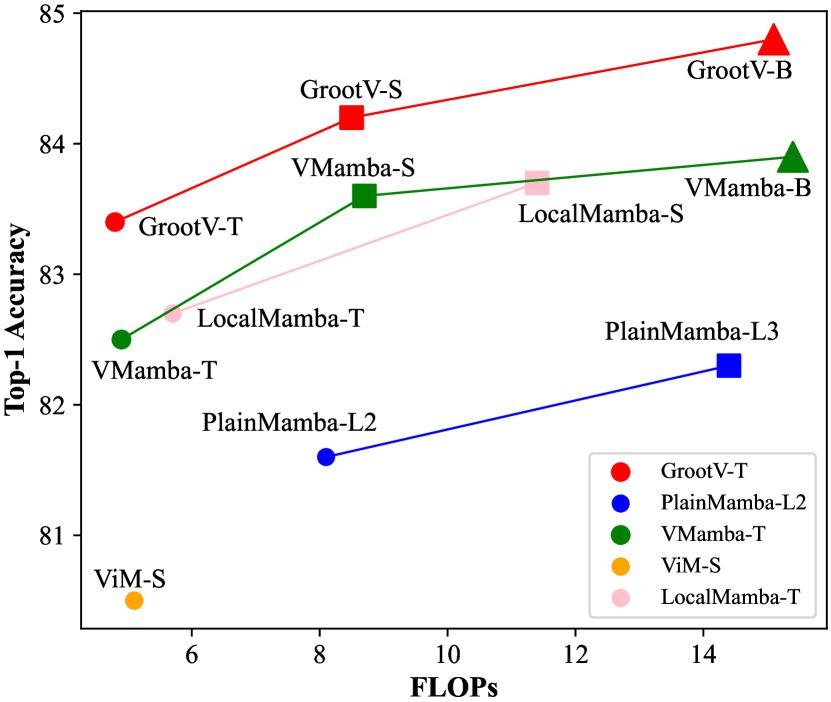 85
84
83
82
81
Top-1 Accuracy
GrootV-B
GrootV-S
VMamba-S
VMamba-B
LocalMamba-S
GrootV-T
LocalMamba-T
PlainMamba-L3
VMamba-T
PlainMamba-L2
ViM-S
GrootV-T
PlainMamba-L2
VMamba-T
ViM-S
LocalMamba-T
6 8 10 12 14
FLOPs